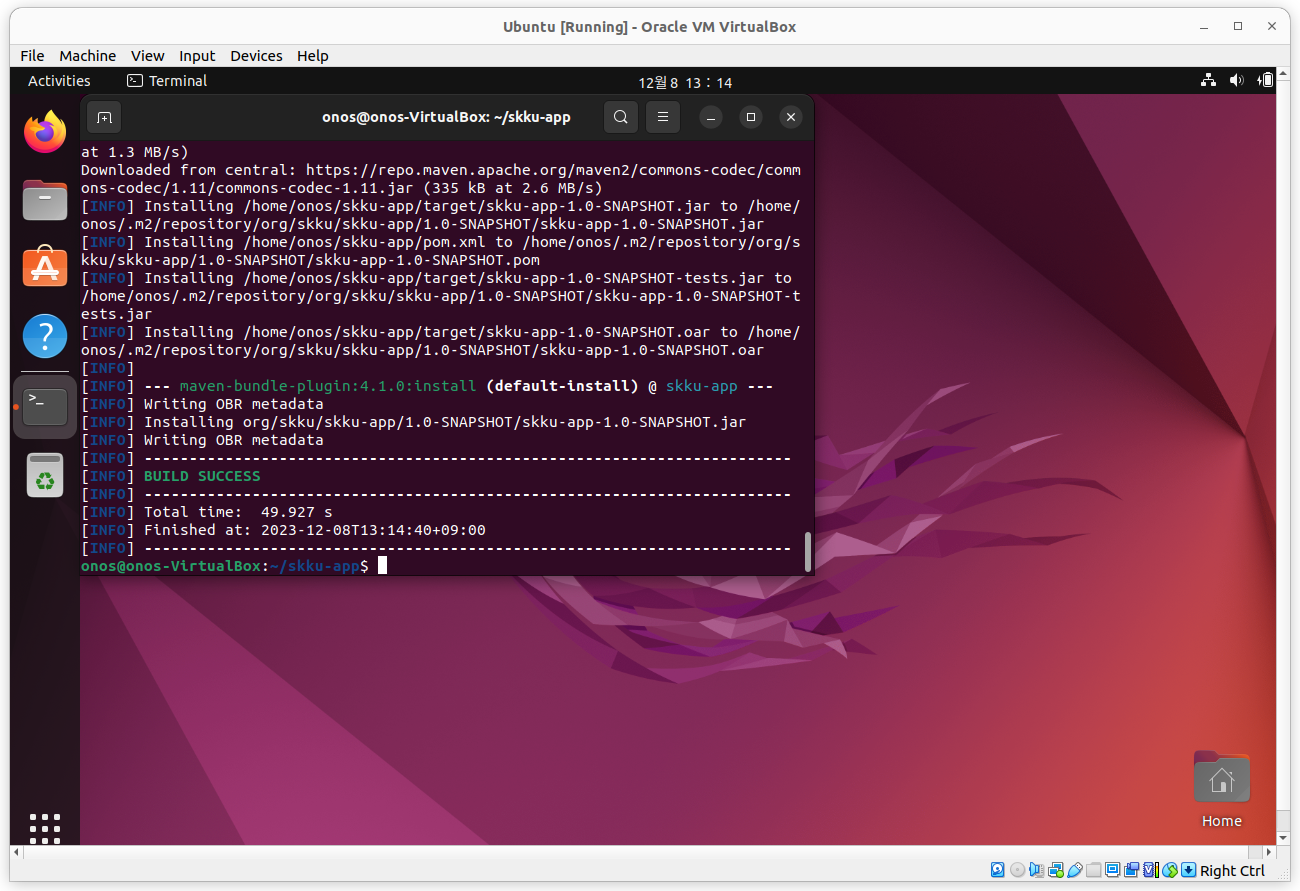 Ubuntu [Running] - Oracle VM VirtualBox
File Machine View Input Devices Help
Activities Terminal 12월 8 13 : 14
onos@onos-VirtualBox: ~/skku-app
at 1.3 MB/s)
Downloaded from central: https://repo.maven.apache.org/maven2/commons-codec/comm
ons-codec/1.11/commons-codec-1.11.jar (335 kB at 2.6 MB/s)
[INFO] Installing /home/onos/skku-app/target/skku-app-1.0-SNAPSHOT.jar to /home/
onos/.m2/repository/org/skku/skku-app/1.0-SNAPSHOT/skku-app-1.0-SNAPSHOT.jar
[INFO] Installing /home/onos/skku-app/pom.xml to /home/onos/.m2/repository/org/s
kku/skku-app/1.0-SNAPSHOT/skku-app-1.0-SNAPSHOT.pom
[INFO] Installing /home/onos/skku-app/target/skku-app-1.0-SNAPSHOT-tests.jar to
/home/onos/.m2/repository/org/skku/skku-app/1.0-SNAPSHOT/skku-app-1.0-SNAPSHOT-t
ests.jar
[INFO] Installing /home/onos/skku-app/target/skku-app-1.0-SNAPSHOT.oar to /home/
onos/.m2/repository/org/skku/skku-app/1.0-SNAPSHOT/skku-app-1.0-SNAPSHOT.oar
[INFO]
[INFO] --- maven-bundle-plugin:4.1.0:install (default-install) @ skku-app ---
[INFO] Writing OBR metadata
[INFO] Installing org/skku/skku-app/1.0-SNAPSHOT/skku-app-1.0-SNAPSHOT.jar
[INFO] Writing OBR metadata
[INFO] ------------------------------------------------------------------------
[INFO] BUILD SUCCESS
[INFO] ------------------------------------------------------------------------
[INFO] Total time:  49.927 s
[INFO] Finished at: 2023-12-08T13:14:40+09:00
[INFO] ------------------------------------------------------------------------
onos@onos-VirtualBox:~/skku-app$
Home
Right Ctrl